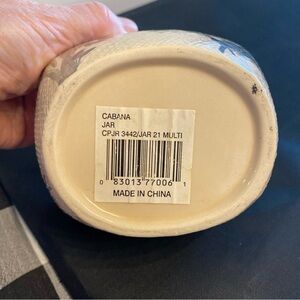 CABANA
JAR
CPJR 3442/JAR 21 MULTI
0 83013 77006 1
MADE IN CHINA